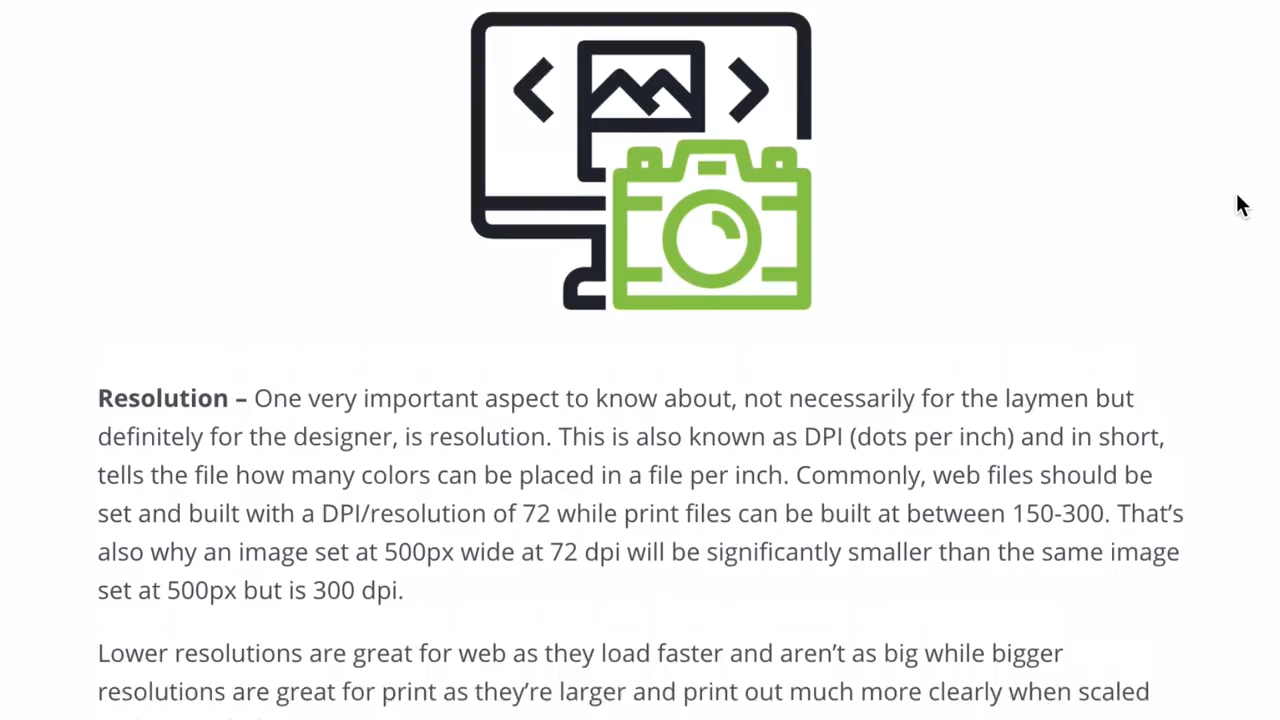 Resolution – One very important aspect to know about, not necessarily for the laymen but
definitely for the designer, is resolution. This is also known as DPI (dots per inch) and in short,
tells the file how many colors can be placed in a file per inch. Commonly, web files should be
set and built with a DPI/resolution of 72 while print files can be built at between 150-300. That’s
also why an image set at 500px wide at 72 dpi will be significantly smaller than the same image
set at 500px but is 300 dpi.
Lower resolutions are great for web as they load faster and aren’t as big while bigger
resolutions are great for print as they’re larger and print out much more clearly when scaled